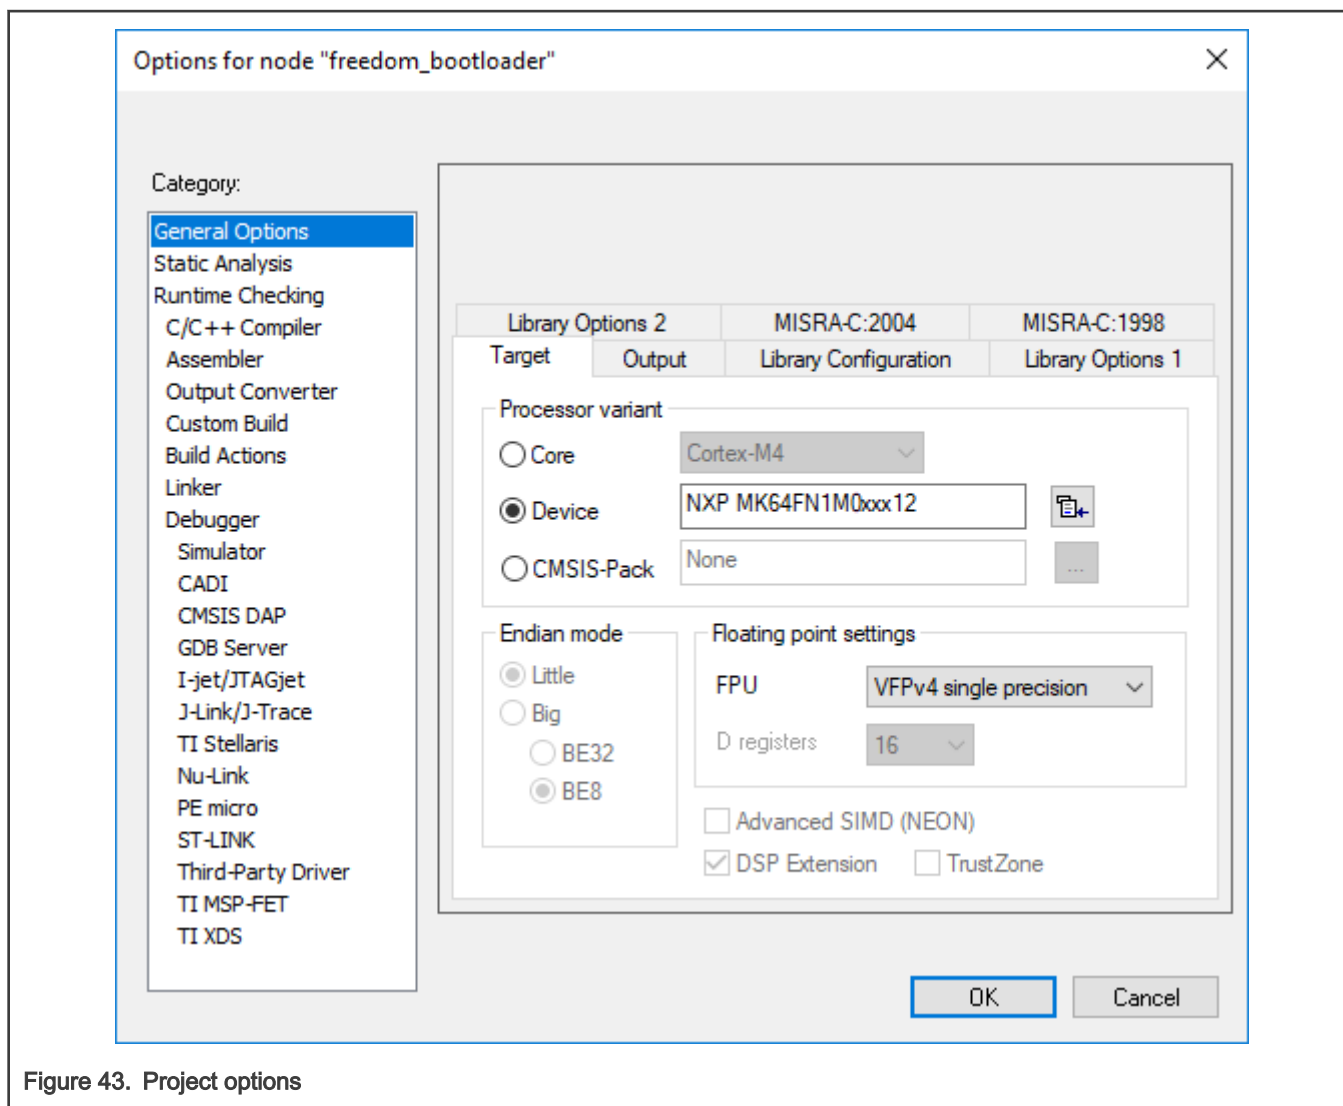 Options for node "freedom_bootloader"
Category:
General Options
Static Analysis
Runtime Checking
C/C++ Compiler
Assembler
Output Converter
Custom Build
Build Actions
Linker
Debugger
Simulator
CADI
CMSIS DAP
GDB Server
I-jet/JTAGjet
J-Link/J-Trace
TI Stellaris
Nu-Link
PE micro
ST-LINK
Third-Party Driver
TI MSP-FET
TI XDS
Library Options 2 MISRA-C:2004 MISRA-C:1998
Target Output Library Configuration Library Options 1
Processor variant
Core Cortex-M4
Device NXP MK64FN1M0xxx12
CMSIS-Pack None ...
Endian mode
Little
Big
BE32
BE8
Floating point settings
FPU VFPv4 single precision
D registers 16
Advanced SIMD (NEON)
DSP Extension TrustZone
OK Cancel
Figure 43. Project options